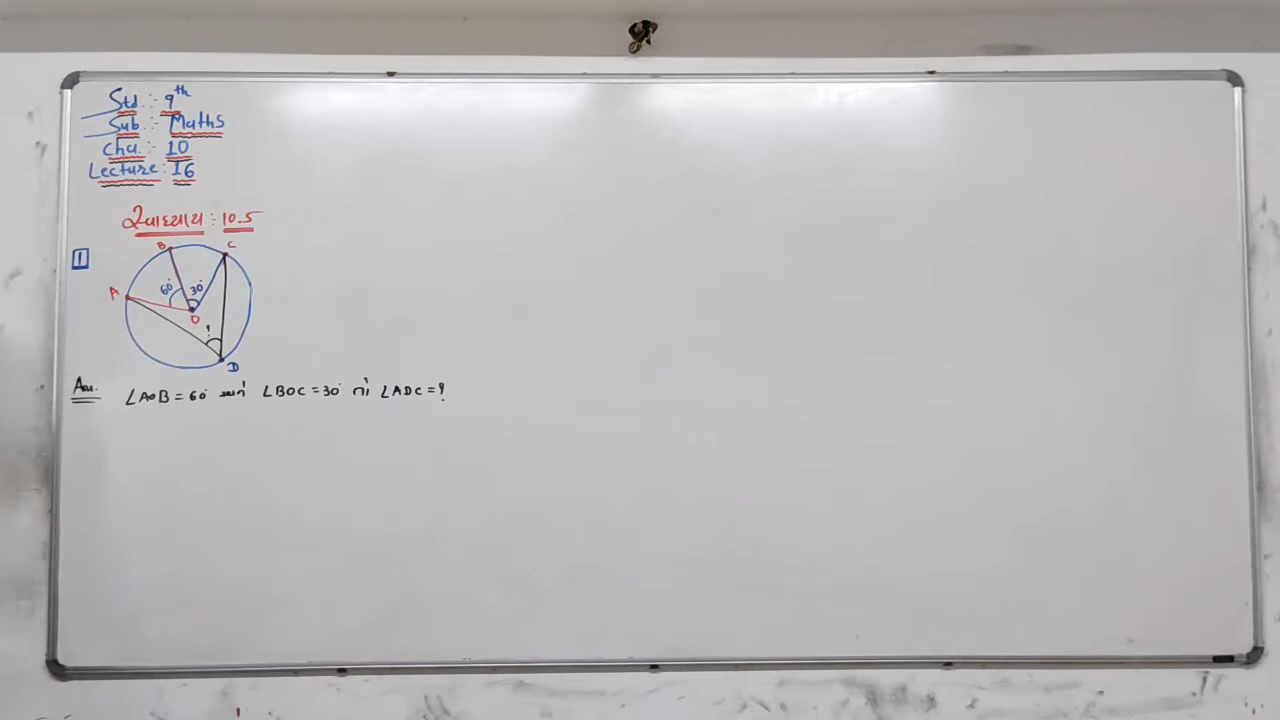 Std :- 9th
Sub :- Maths
Cha. :- 10
Lecture : 16
સ્વાધ્યાય : 10.5
1
B C
A 60° 30°
O
?
D
Ans. ∠AOB = 60° અને ∠BOC = 30° તો ∠ADC = ?